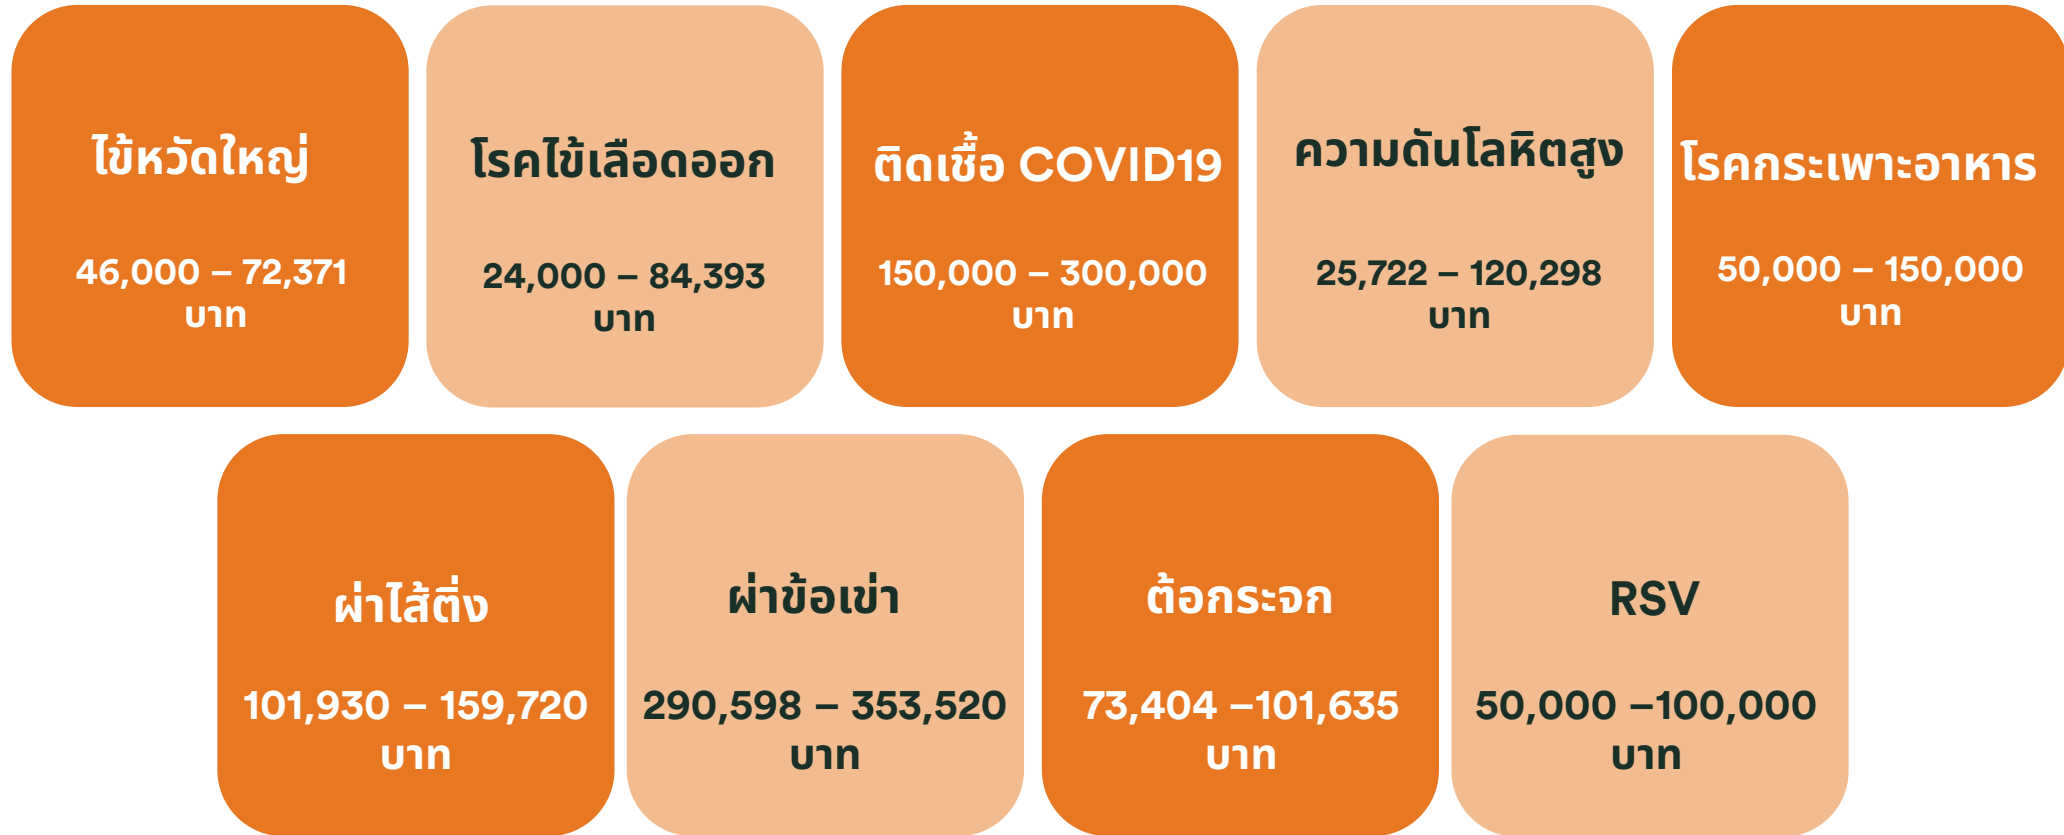 ไข้หวัดใหญ่
46,000 – 72,371
บาท
โรคไข้เลือดออก
24,000 – 84,393
บาท
ติดเชื้อ COVID19
150,000 – 300,000
บาท
ความดันโลหิตสูง
25,722 – 120,298
บาท
โรคกระเพาะอาหาร
50,000 – 150,000
บาท
ผ่าไส้ติ่ง
101,930 – 159,720
บาท
ผ่าข้อเข่า
290,598 – 353,520
บาท
ต้อกระจก
73,404 –101,635
บาท
RSV
50,000 –100,000
บาท